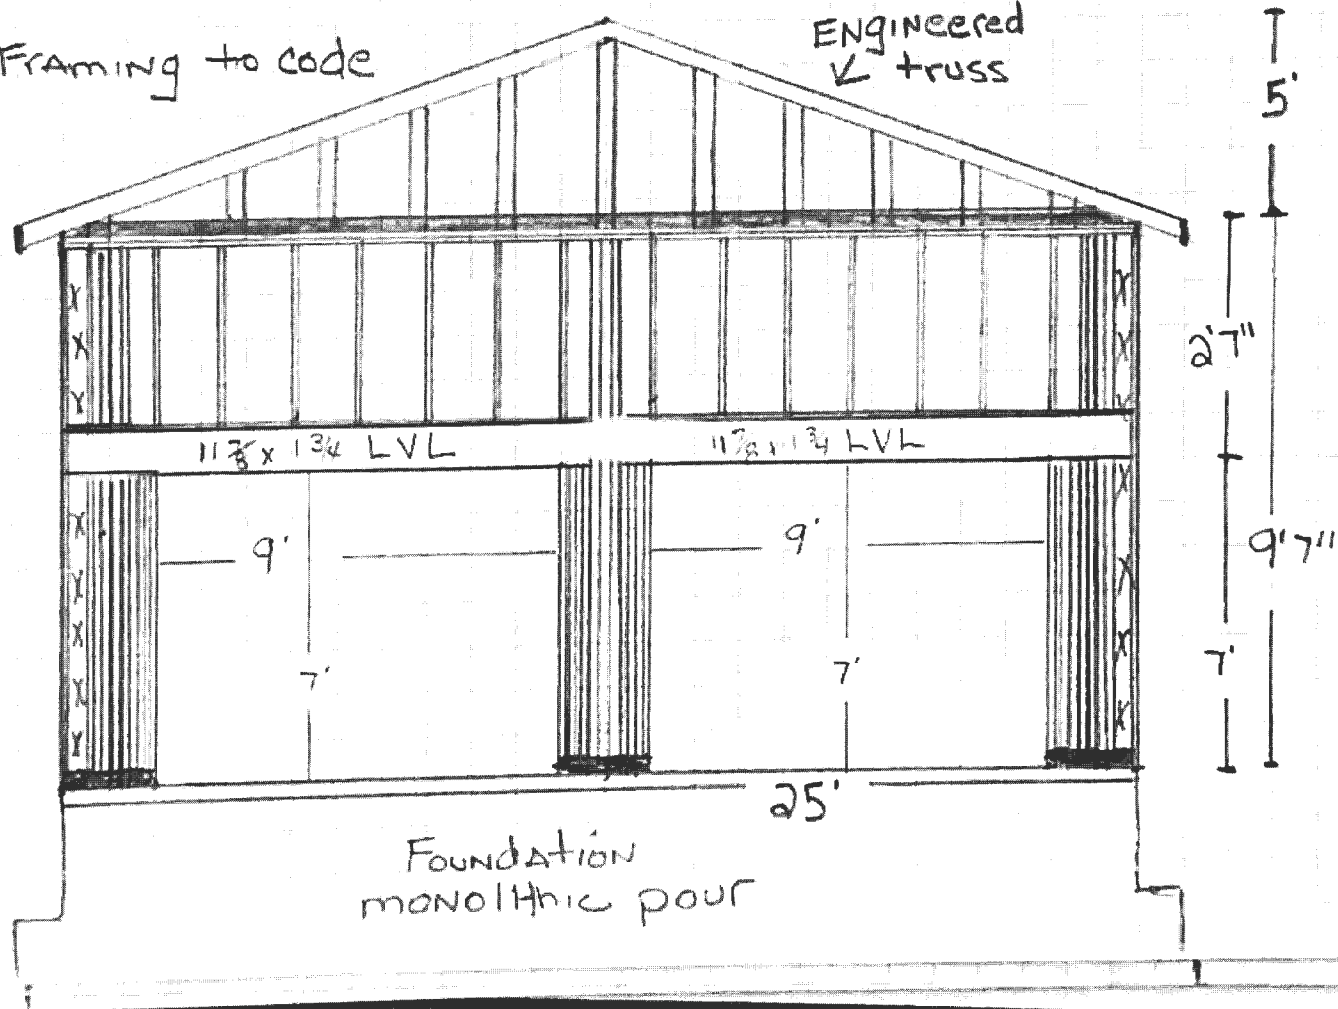 FRAMING to code
ENgINeered
truss
5'
2'7"
11 7/8 x 1 3/4 LVL
11 7/8 x 1 3/4 LVL
9'
9'
9'7"
7'
7'
7'
25'
FOUNDATION
monolithic pour